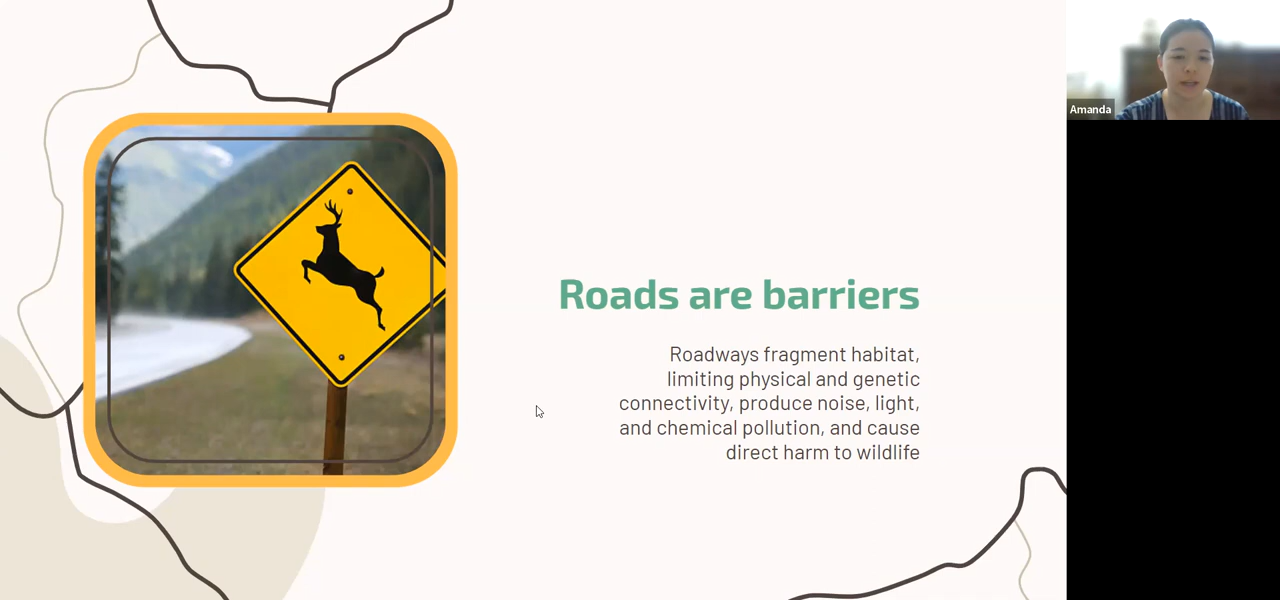 Roads are barriers
Roadways fragment habitat,
limiting physical and genetic
connectivity, produce noise, light,
and chemical pollution, and cause
direct harm to wildlife
Amanda